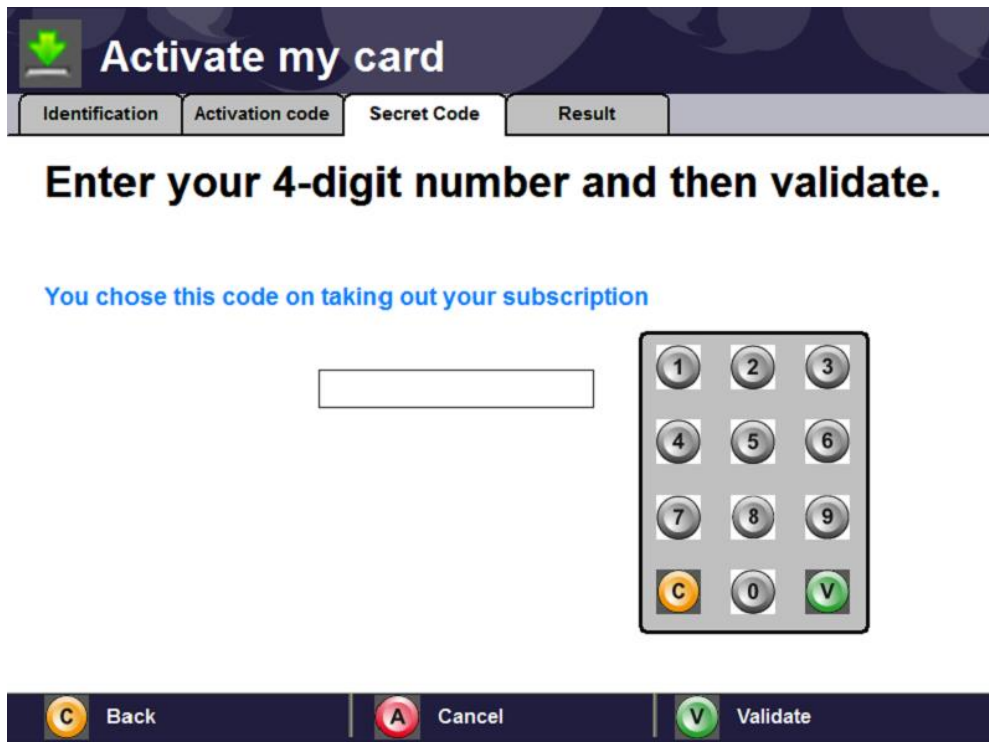 Activate my card
Identification Activation code Secret Code Result
Enter your 4-digit number and then validate.
You chose this code on taking out your subscription
1 2 3
4 5 6
7 8 9
C 0 V
C Back A Cancel V Validate